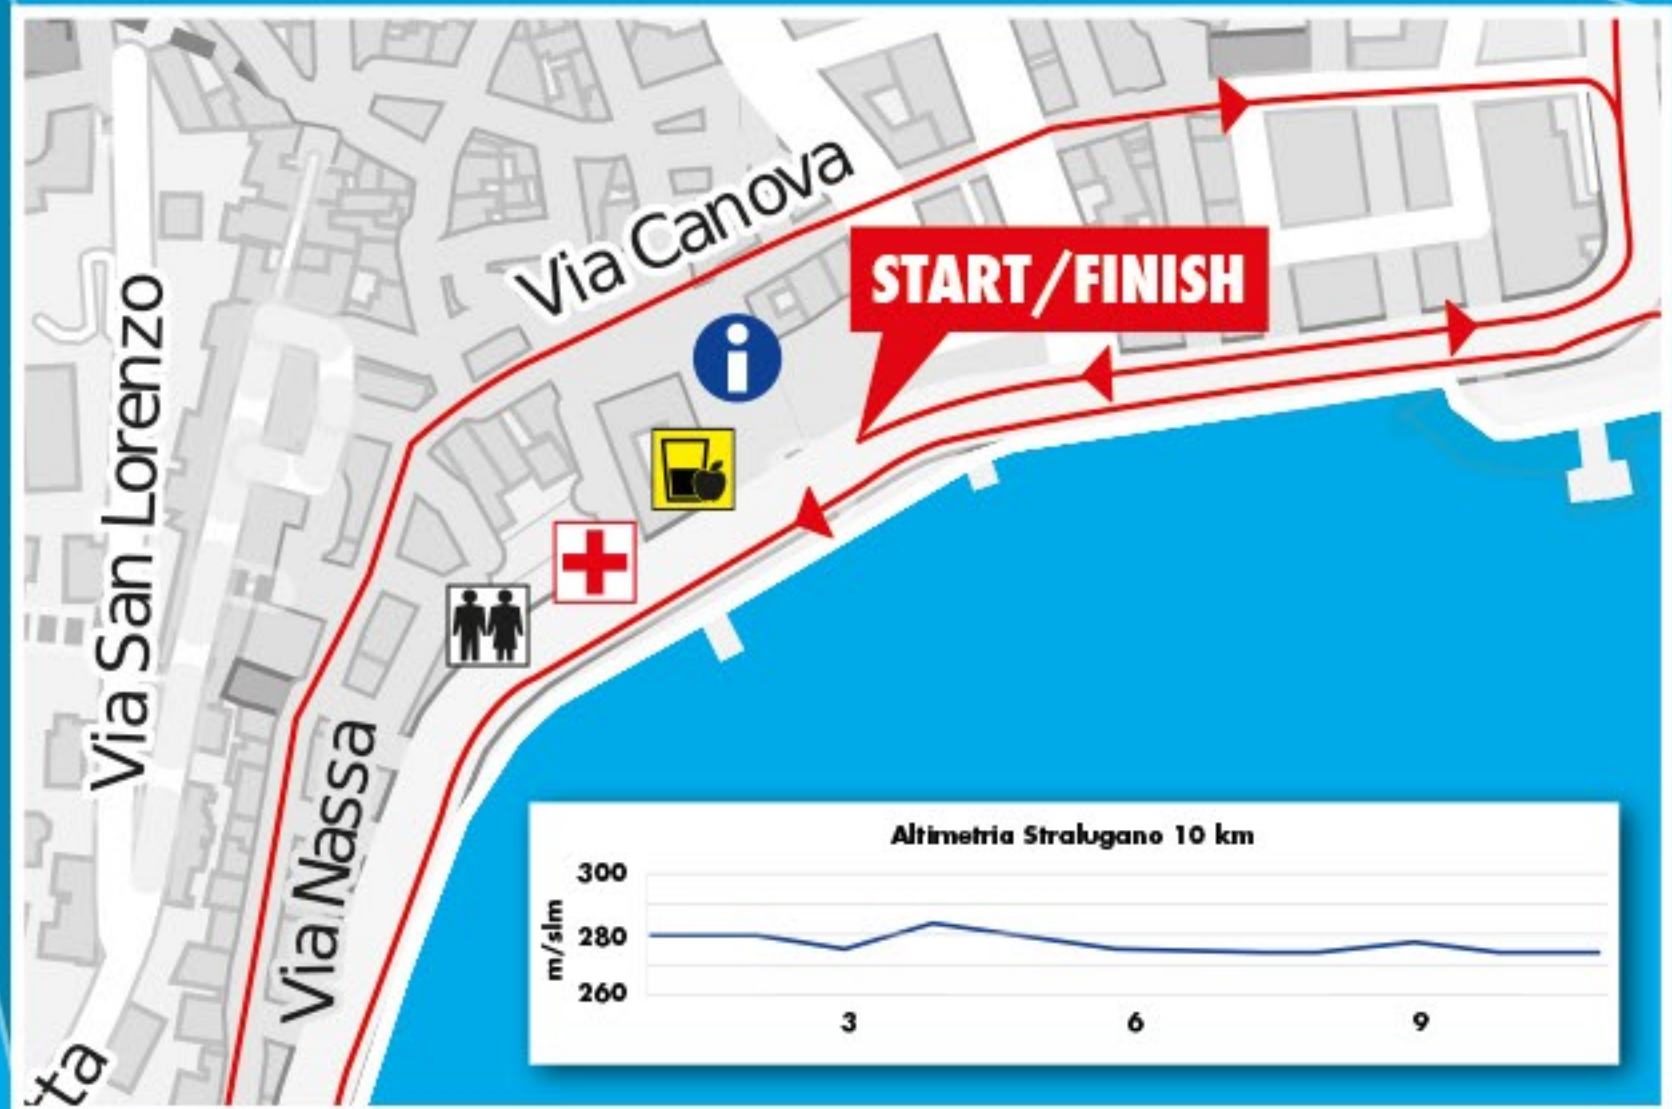 Via Canova
START/FINISH
Via San Lorenzo
Via Nassa
tta
Altimetria Stralugano 10 km
300
280
260
m/slm
3
6
9